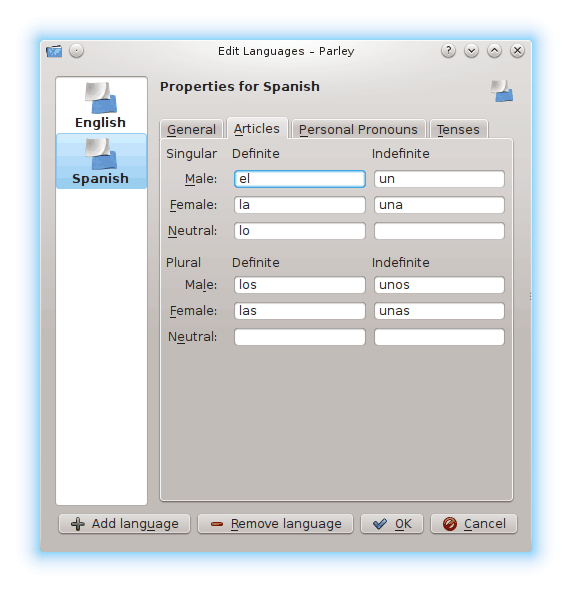 Edit Languages – Parley
English
Spanish
Properties for Spanish
General Articles Personal Pronouns Tenses
Singular Definite Indefinite
Male: el un
Female: la una
Neutral: lo
Plural Definite Indefinite
Male: los unos
Female: las unas
Neutral:
Add language Remove language OK Cancel